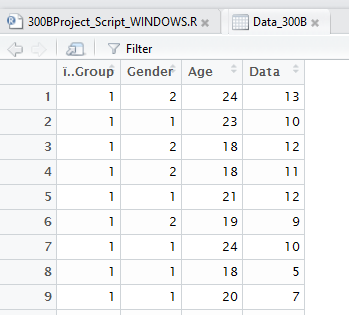 300BProject_Script_WINDOWS.R Data_300B
Filter
ï..Group Gender Age Data
1 1 2 24 13
2 1 1 23 10
3 1 2 18 12
4 1 2 18 11
5 1 1 21 12
6 1 2 19 9
7 1 1 24 10
8 1 1 18 5
9 1 1 20 7